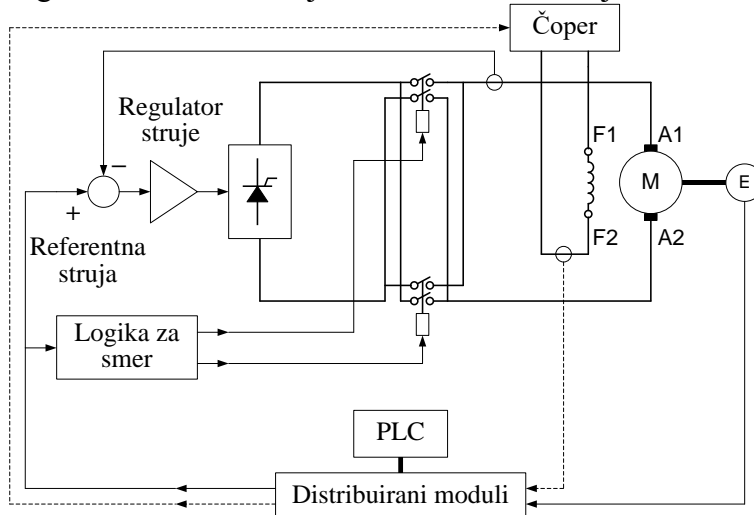 Čoper
Regulator
struje
F1
A1
M
E
−
+
F2
A2
Referentna
struja
Logika za
smer
PLC
Distribuirani moduli